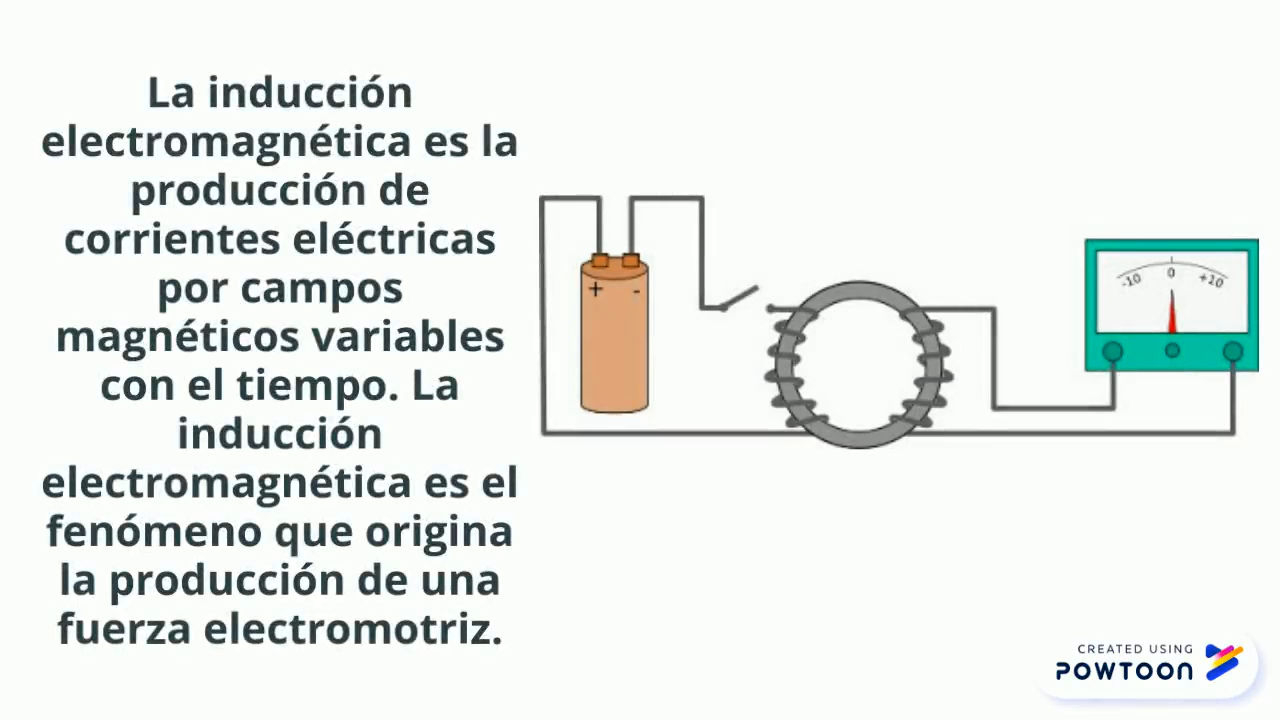 La inducción
electromagnética es la
producción de
corrientes eléctricas
por campos
magnéticos variables
con el tiempo. La
inducción
electromagnética es el
fenómeno que origina
la producción de una
fuerza electromotriz.
+ -
-10 0 +10
CREATED USING
POWTOON